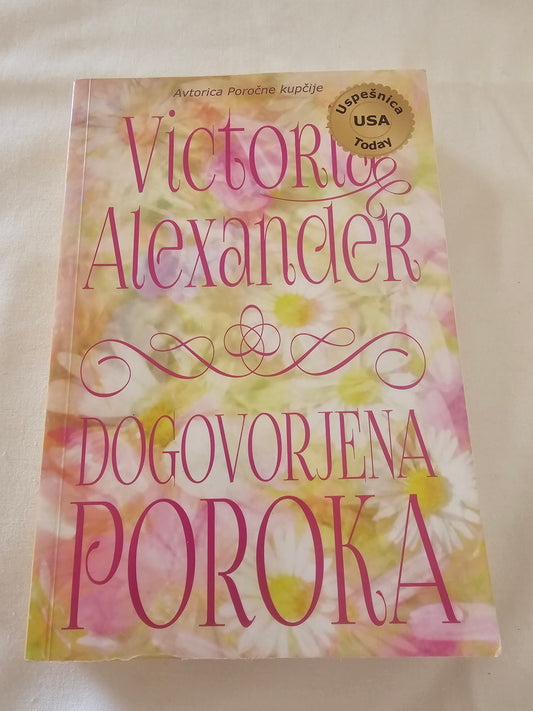 Avtorica Poročne kupčije
Uspešnica
USA
Today
Victoria
Alexander
DOGOVORJENA
POROKA